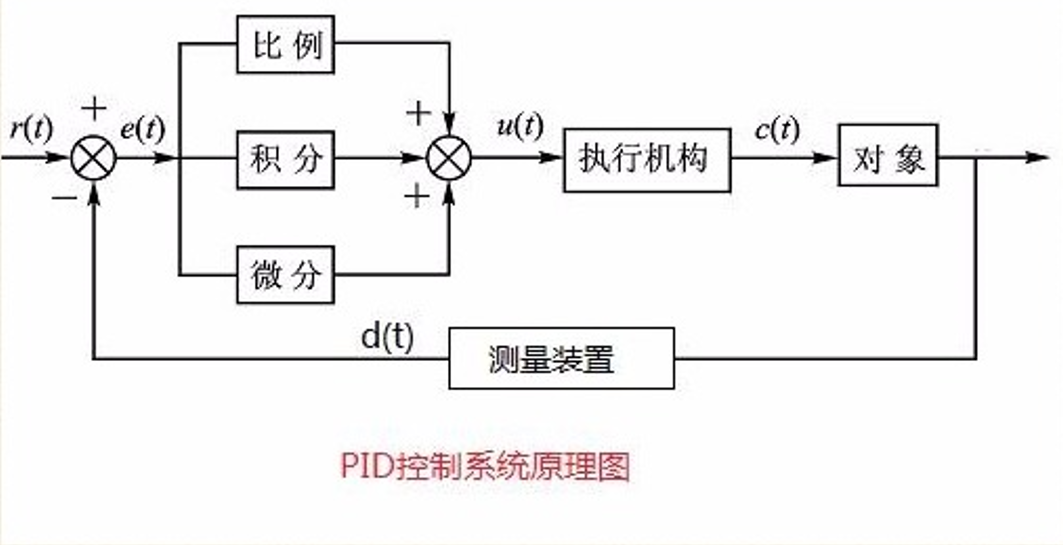 比例
+
r(t)
e(t)
积分
+
+
u(t)
执行机构
c(t)
对象
−
微分
d(t)
测量装置
PID控制系统原理图